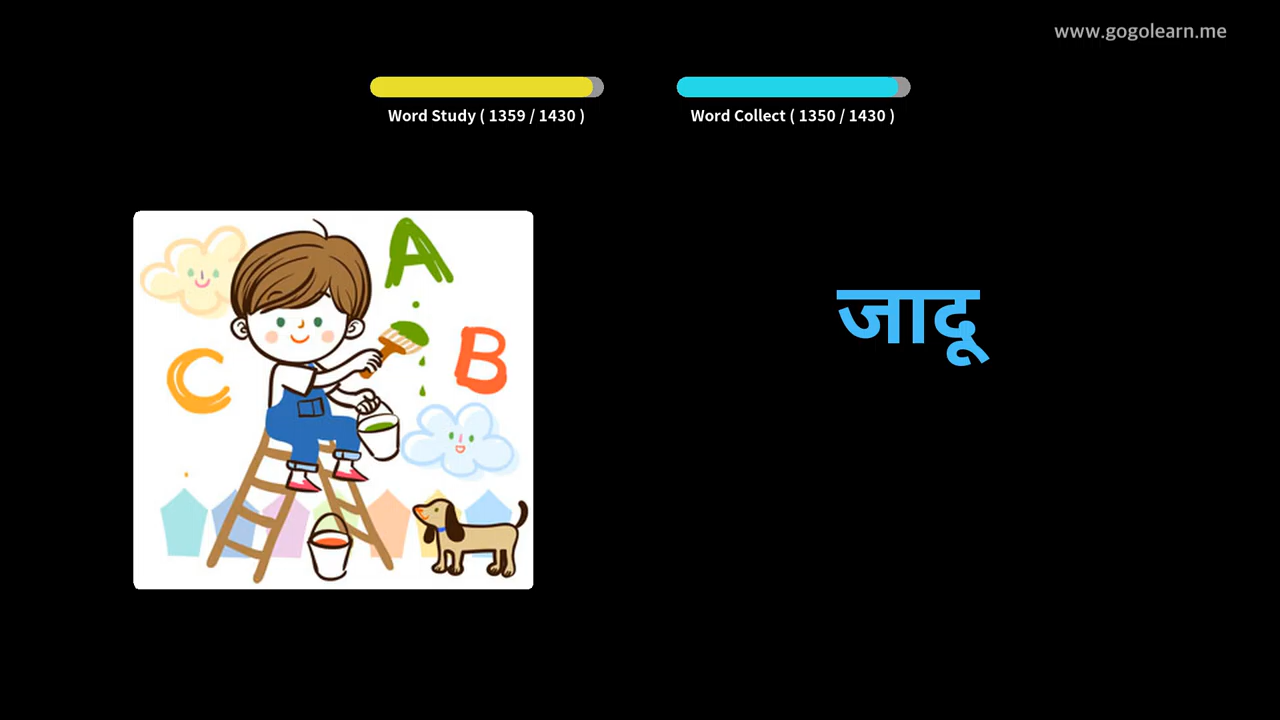 www.gogolearn.me
Word Study ( 1359 / 1430 )
Word Collect ( 1350 / 1430 )
A
B
C
जादू